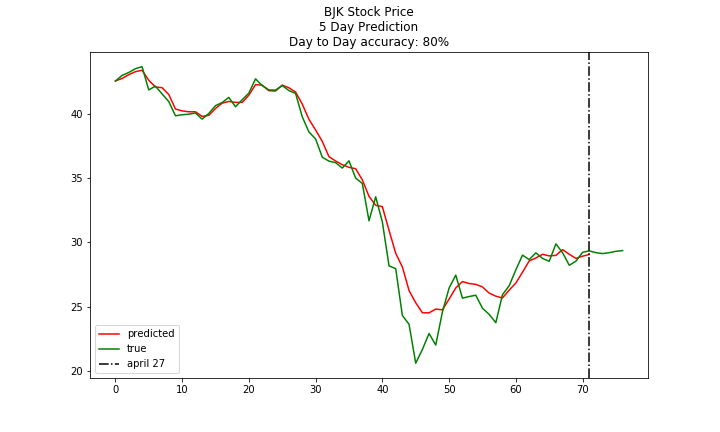 BJK Stock Price
5 Day Prediction
Day to Day accuracy: 80%
40
35
30
25
20
predicted
true
april 27
0 10 20 30 40 50 60 70